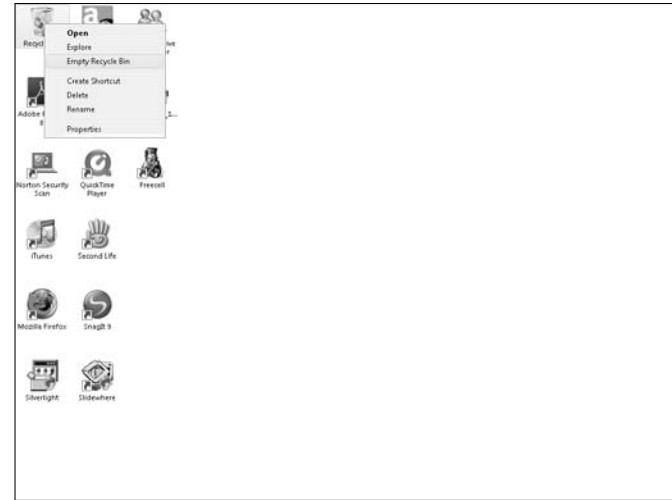 Open
Explore
Empty Recycle Bin
Create Shortcut
Delete
Rename
Properties
Adobe
8
Norton Security
Scan
QuickTime
Player
Freecell
iTunes
Second Life
Mozilla Firefox
SnagIt 9
Silverlight
Slidewhere